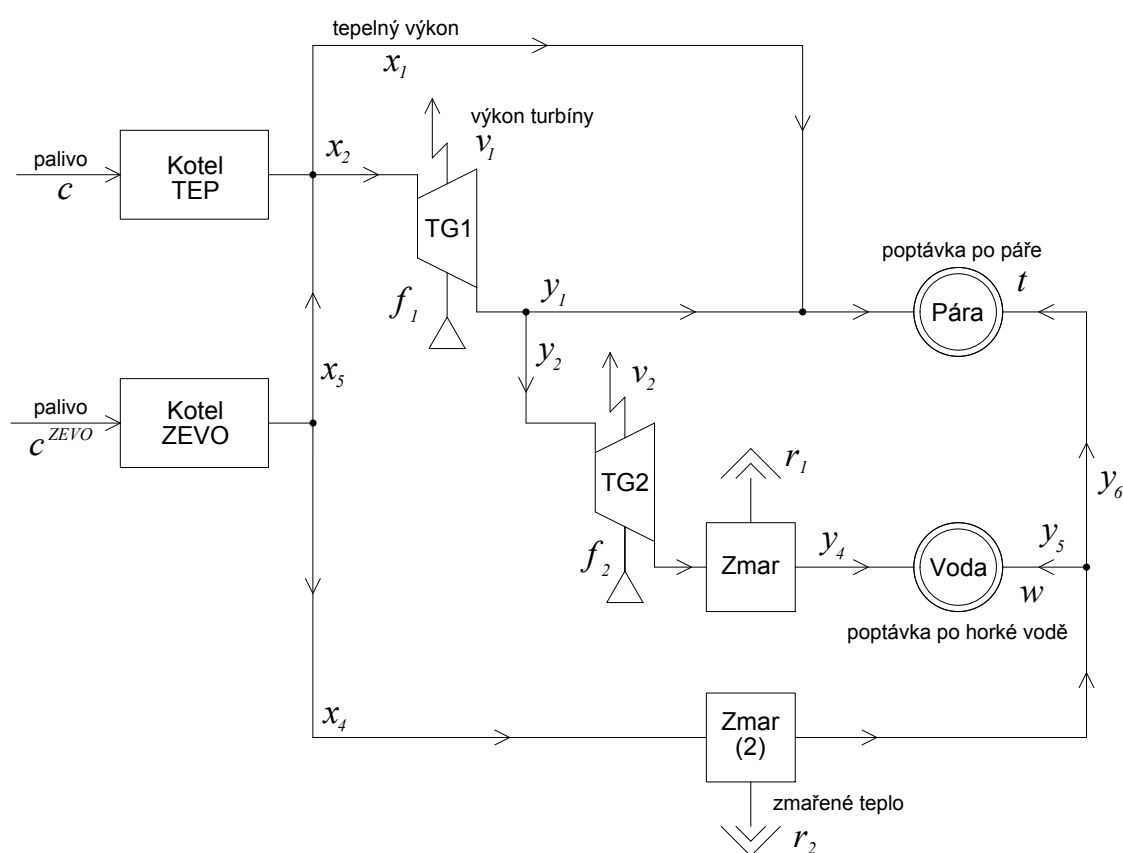 tepelný výkon
x₁
palivo
c
Kotel
TEP
x₂
výkon turbíny
v₁
TG1
f₁
y₁
poptávka po páře
t
Pára
palivo
c^ZEVO
Kotel
ZEVO
x₅
y₂
v₂
TG2
f₂
r₁
Zmar
y₄
Voda
y₅
w
y₆
poptávka po horké vodě
x₄
Zmar
(2)
zmařené teplo
r₂